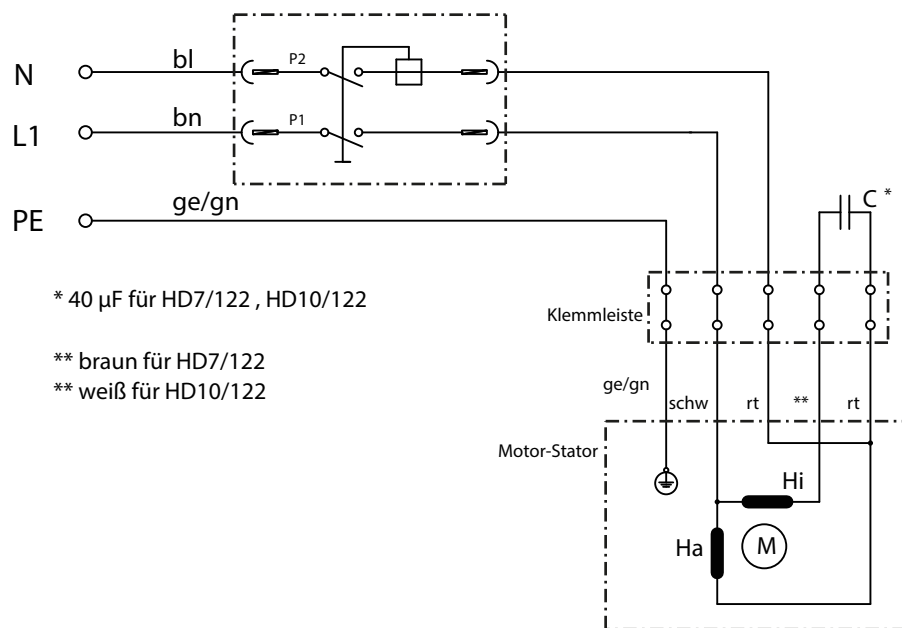 N
bl
P2
L1
bn
P1
PE
ge/gn
C *
* 40 µF für HD7/122 , HD10/122
Klemmleiste
** braun für HD7/122
** weiß für HD10/122
ge/gn
schw
rt
**
rt
Motor-Stator
Hi
Ha
M